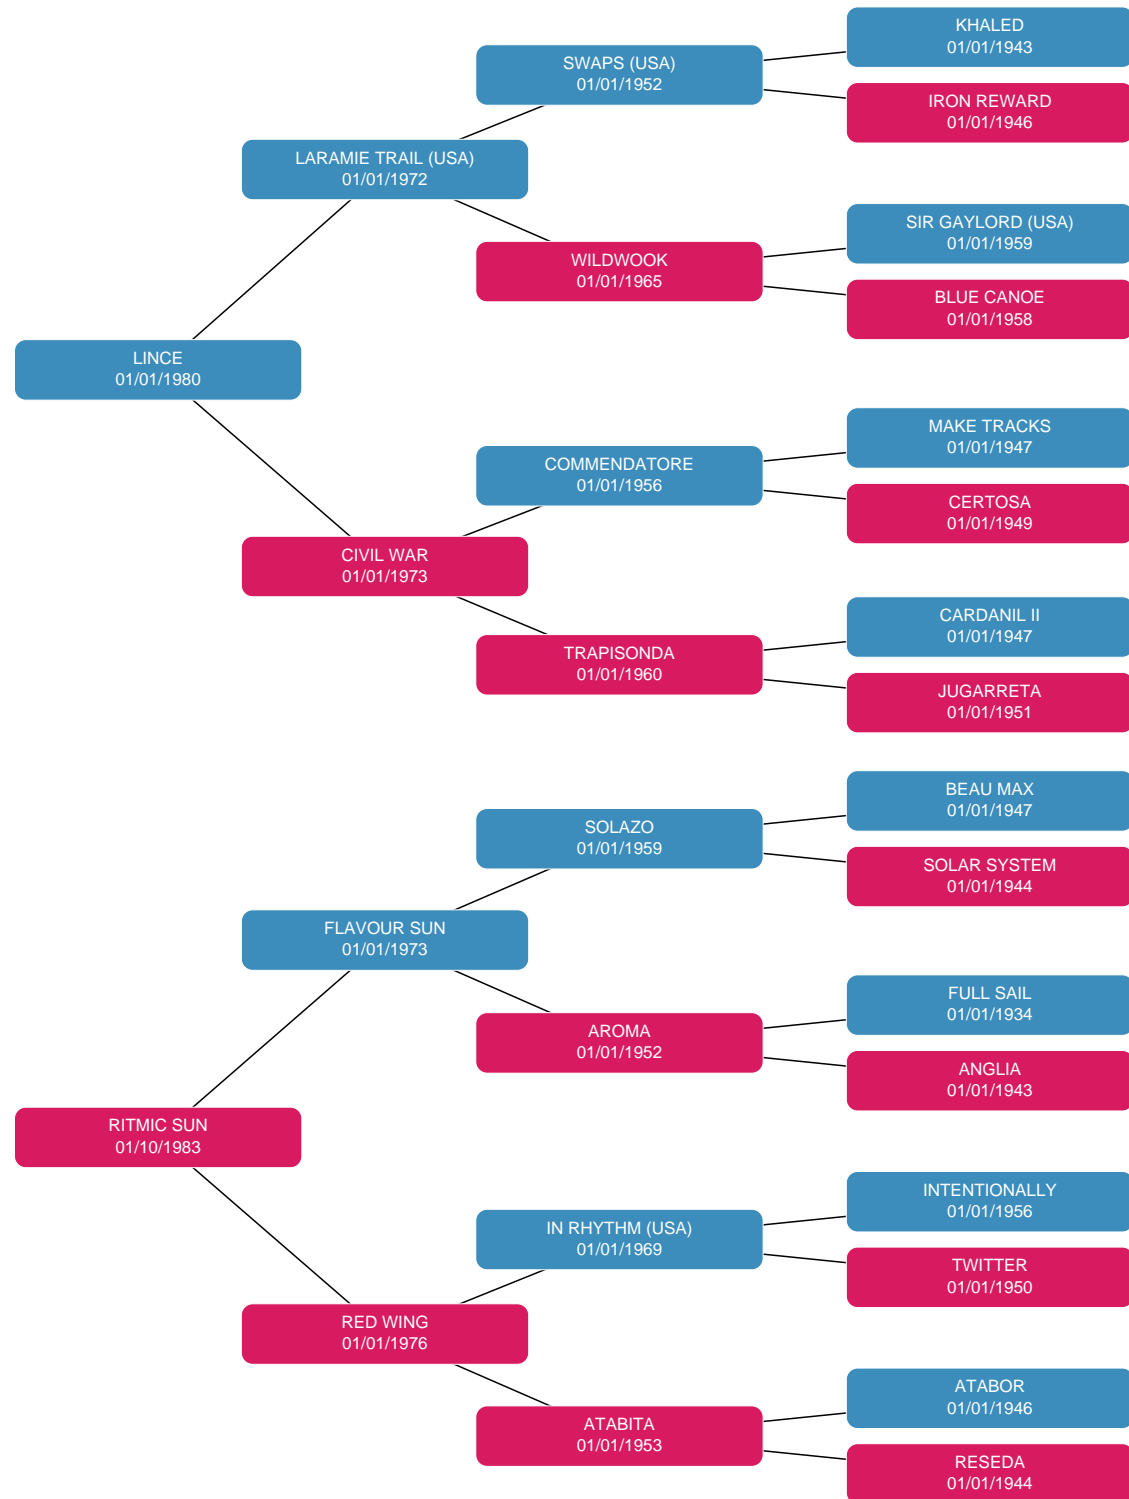 KHALED
01/01/1943
SWAPS (USA)
01/01/1952
IRON REWARD
01/01/1946
LARAMIE TRAIL (USA)
01/01/1972
SIR GAYLORD (USA)
01/01/1959
WILDWOOK
01/01/1965
BLUE CANOE
01/01/1958
LINCE
01/01/1980
MAKE TRACKS
01/01/1947
COMMENDATORE
01/01/1956
CERTOSA
01/01/1949
CIVIL WAR
01/01/1973
CARDANIL II
01/01/1947
TRAPISONDA
01/01/1960
JUGARRETA
01/01/1951
BEAU MAX
01/01/1947
SOLAZO
01/01/1959
SOLAR SYSTEM
01/01/1944
FLAVOUR SUN
01/01/1973
FULL SAIL
01/01/1934
AROMA
01/01/1952
ANGLIA
01/01/1943
RITMIC SUN
01/10/1983
INTENTIONALLY
01/01/1956
IN RHYTHM (USA)
01/01/1969
TWITTER
01/01/1950
RED WING
01/01/1976
ATABOR
01/01/1946
ATABITA
01/01/1953
RESEDA
01/01/1944